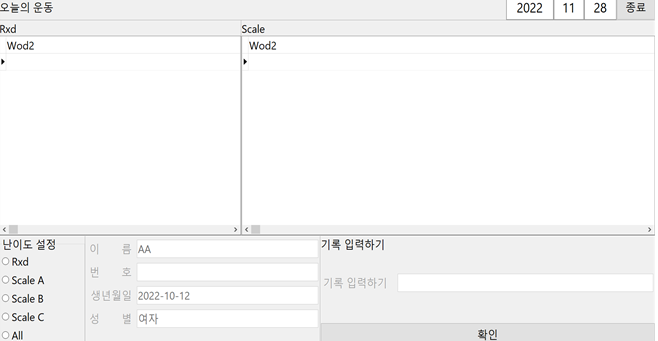 오늘의 운동 2022 11 28 종료
Rxd Scale
Wod2 Wod2
난이도 설정
Rxd
Scale A
Scale B
Scale C
All
이 름 AA
번 호
생년월일 2022-10-12
성 별 여자
기록 입력하기
기록 입력하기
확인